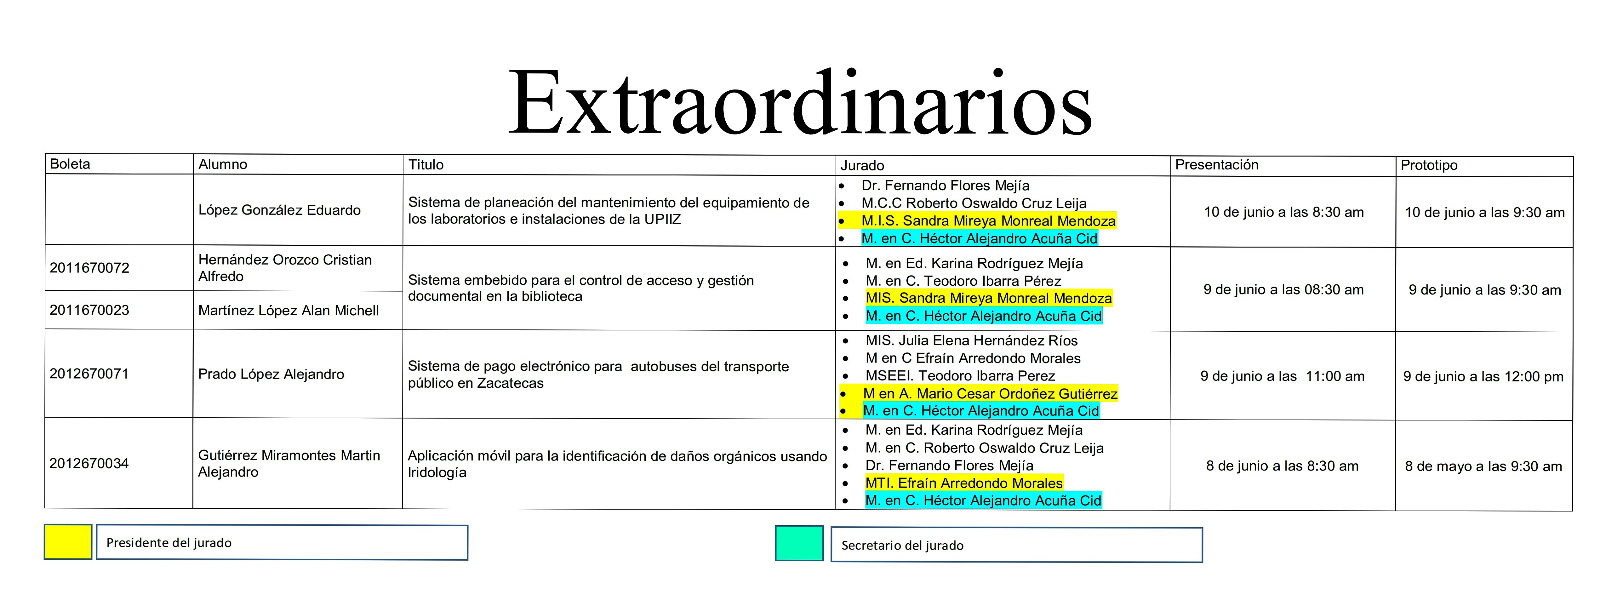 Extraordinarios
Boleta Alumno Titulo Jurado Presentación Prototipo
López González Eduardo
Sistema de planeación del mantenimiento del equipamiento de
los laboratorios e instalaciones de la UPIIZ
• Dr. Fernando Flores Mejía
• M.C.C Roberto Oswaldo Cruz Leija
• M.I.S. Sandra Mireya Monreal Mendoza
• M. en C. Héctor Alejandro Acuña Cid
10 de junio a las 8:30 am
10 de junio a las 9:30 am
2011670072
Hernández Orozco Cristian
Alfredo
2011670023
Martínez López Alan Michell
Sistema embebido para el control de acceso y gestión
documental en la biblioteca
• M. en Ed. Karina Rodríguez Mejía
• M. en C. Teodoro Ibarra Pérez
• MIS. Sandra Mireya Monreal Mendoza
• M. en C. Héctor Alejandro Acuña Cid
9 de junio a las 08:30 am
9 de junio a las 9:30 am
2012670071
Prado López Alejandro
Sistema de pago electrónico para autobuses del transporte
público en Zacatecas
• MIS. Julia Elena Hernández Ríos
• M en C Efraín Arredondo Morales
• MSEEI. Teodoro Ibarra Perez
• M en A. Mario Cesar Ordoñez Gutiérrez
• M. en C. Héctor Alejandro Acuña Cid
9 de junio a las 11:00 am
9 de junio a las 12:00 pm
2012670034
Gutiérrez Miramontes Martin
Alejandro
Aplicación móvil para la identificación de daños orgánicos usando
Iridología
• M. en Ed. Karina Rodríguez Mejía
• M. en C. Roberto Oswaldo Cruz Leija
• Dr. Fernando Flores Mejía
• MTI. Efraín Arredondo Morales
• M. en C. Héctor Alejandro Acuña Cid
8 de junio a las 8:30 am
8 de mayo a las 9:30 am
Presidente del jurado
Secretario del jurado